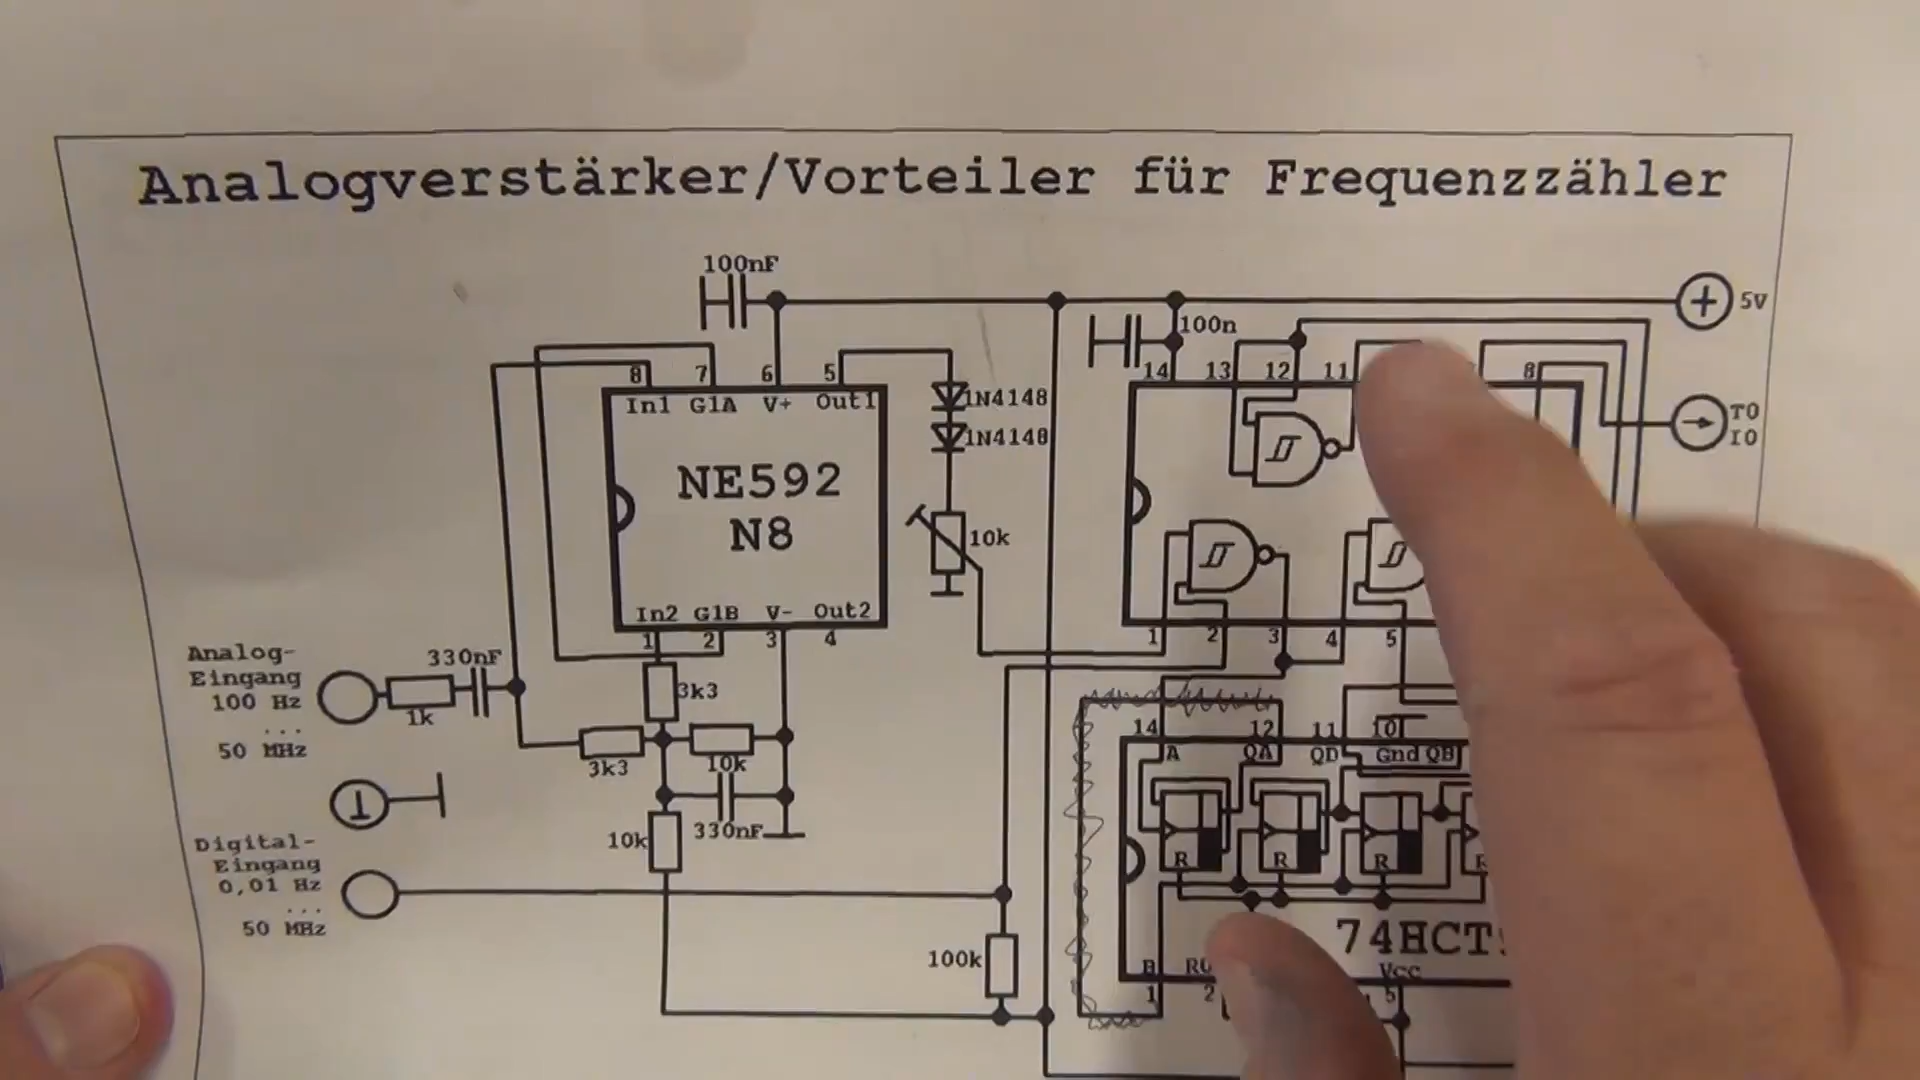 Analogverstärker/Vorteiler für Frequenzzähler
100nF
5V
100n
8 7 6 5
In1 G1A V+ Out1
14 13 12 11 8
1N4148
1N4148
TO
IO
NE592
N8
10k
In2 G1B V- Out2
1 2 3 4
1 2 3 4 5
Analog-
Eingang
100 Hz
...
50 MHz
330nF
1k
3k3
3k3
10k
14 12 11 10
A QA QD Gnd QB
330nF
10k
Digital-
Eingang
0,01 Hz
...
50 MHz
R R R
100k
74HCT
B Vcc
1 2 5